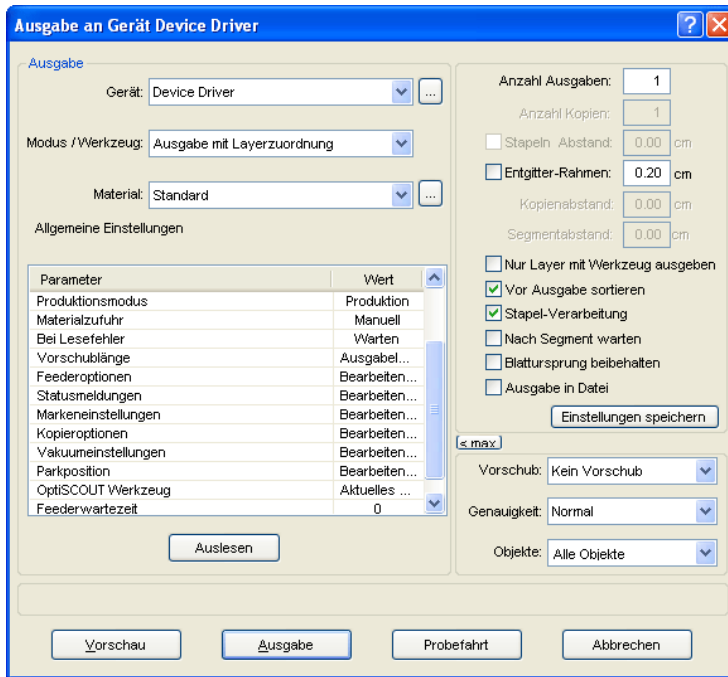 Ausgabe an Gerät Device Driver
Ausgabe
Gerät: Device Driver ...
Modus / Werkzeug: Ausgabe mit Layerzuordnung
Material: Standard ...
Allgemeine Einstellungen
Parameter Wert
Produktionsmodus Produktion
Materialzufuhr Manuell
Bei Lesefehler Warten
Vorschublänge Ausgabel...
Feederoptionen Bearbeiten...
Statusmeldungen Bearbeiten...
Markeneinstellungen Bearbeiten...
Kopieroptionen Bearbeiten...
Vakuumeinstellungen Bearbeiten...
Parkposition Bearbeiten...
OptiSCOUT Werkzeug Aktuelles ...
Feederwartezeit 0
Auslesen
Anzahl Ausgaben: 1
Anzahl Kopien: 1
Stapeln Abstand: 0.00 cm
Entgitter-Rahmen: 0.20 cm
Kopienabstand: 0.00 cm
Segmentabstand: 0.00 cm
Nur Layer mit Werkzeug ausgeben
Vor Ausgabe sortieren
Stapel-Verarbeitung
Nach Segment warten
Blattursprung beibehalten
Ausgabe in Datei
Einstellungen speichern
< max
Vorschub: Kein Vorschub
Genauigkeit: Normal
Objekte: Alle Objekte
Vorschau Ausgabe Probefahrt Abbrechen